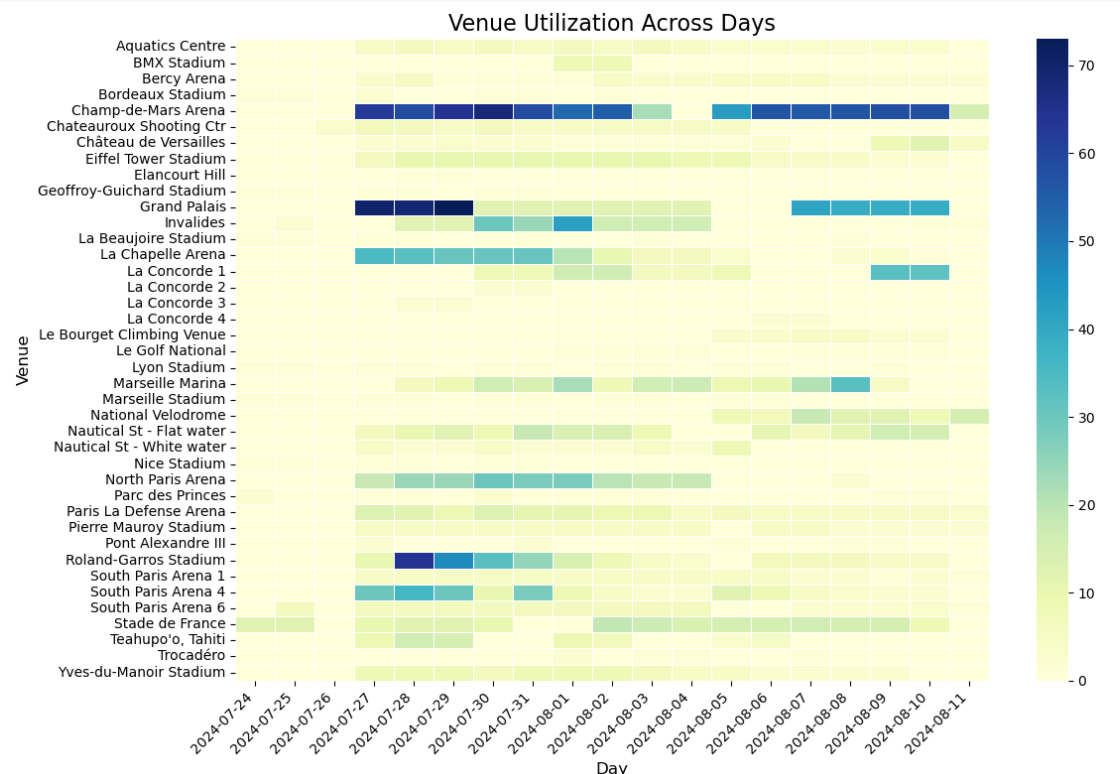 Venue Utilization Across Days
Aquatics Centre
BMX Stadium
Bercy Arena
Bordeaux Stadium
Champ-de-Mars Arena
Chateauroux Shooting Ctr
Château de Versailles
Eiffel Tower Stadium
Elancourt Hill
Geoffroy-Guichard Stadium
Grand Palais
Invalides
La Beaujoire Stadium
La Chapelle Arena
La Concorde 1
La Concorde 2
La Concorde 3
La Concorde 4
Le Bourget Climbing Venue
Le Golf National
Lyon Stadium
Marseille Marina
Marseille Stadium
National Velodrome
Nautical St - Flat water
Nautical St - White water
Nice Stadium
North Paris Arena
Parc des Princes
Paris La Defense Arena
Pierre Mauroy Stadium
Pont Alexandre III
Roland-Garros Stadium
South Paris Arena 1
South Paris Arena 4
South Paris Arena 6
Stade de France
Teahupo'o, Tahiti
Trocadéro
Yves-du-Manoir Stadium
Venue
2024-07-24
2024-07-25
2024-07-26
2024-07-27
2024-07-28
2024-07-29
2024-07-30
2024-07-31
2024-08-01
2024-08-02
2024-08-03
2024-08-04
2024-08-05
2024-08-06
2024-08-07
2024-08-08
2024-08-09
2024-08-10
2024-08-11
Day
70
60
50
40
30
20
10
0